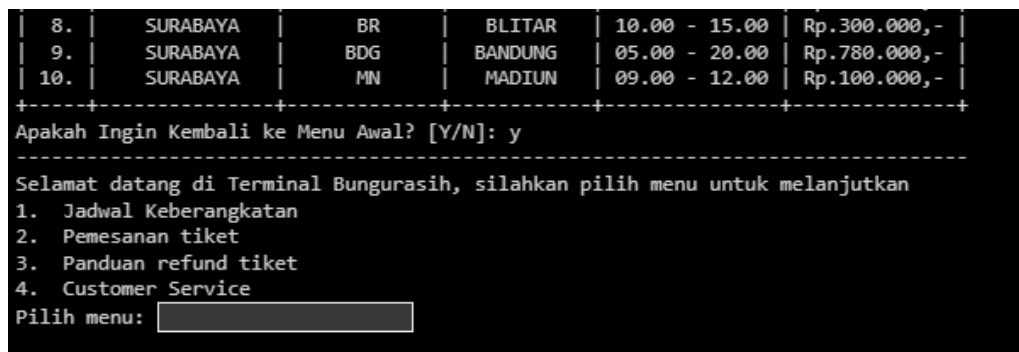 | 8. | SURABAYA | BR | BLITAR | 10.00 - 15.00 | Rp.300.000,- |
| 9. | SURABAYA | BDG | BANDUNG | 05.00 - 20.00 | Rp.780.000,- |
| 10. | SURABAYA | MN | MADIUN | 09.00 - 12.00 | Rp.100.000,- |
+-----+---------------+-------------+------------+---------------+--------------+
Apakah Ingin Kembali ke Menu Awal? [Y/N]: y
--------------------------------------------------------------------------------
Selamat datang di Terminal Bungurasih, silahkan pilih menu untuk melanjutkan
1. Jadwal Keberangkatan
2. Pemesanan tiket
3. Panduan refund tiket
4. Customer Service
Pilih menu: